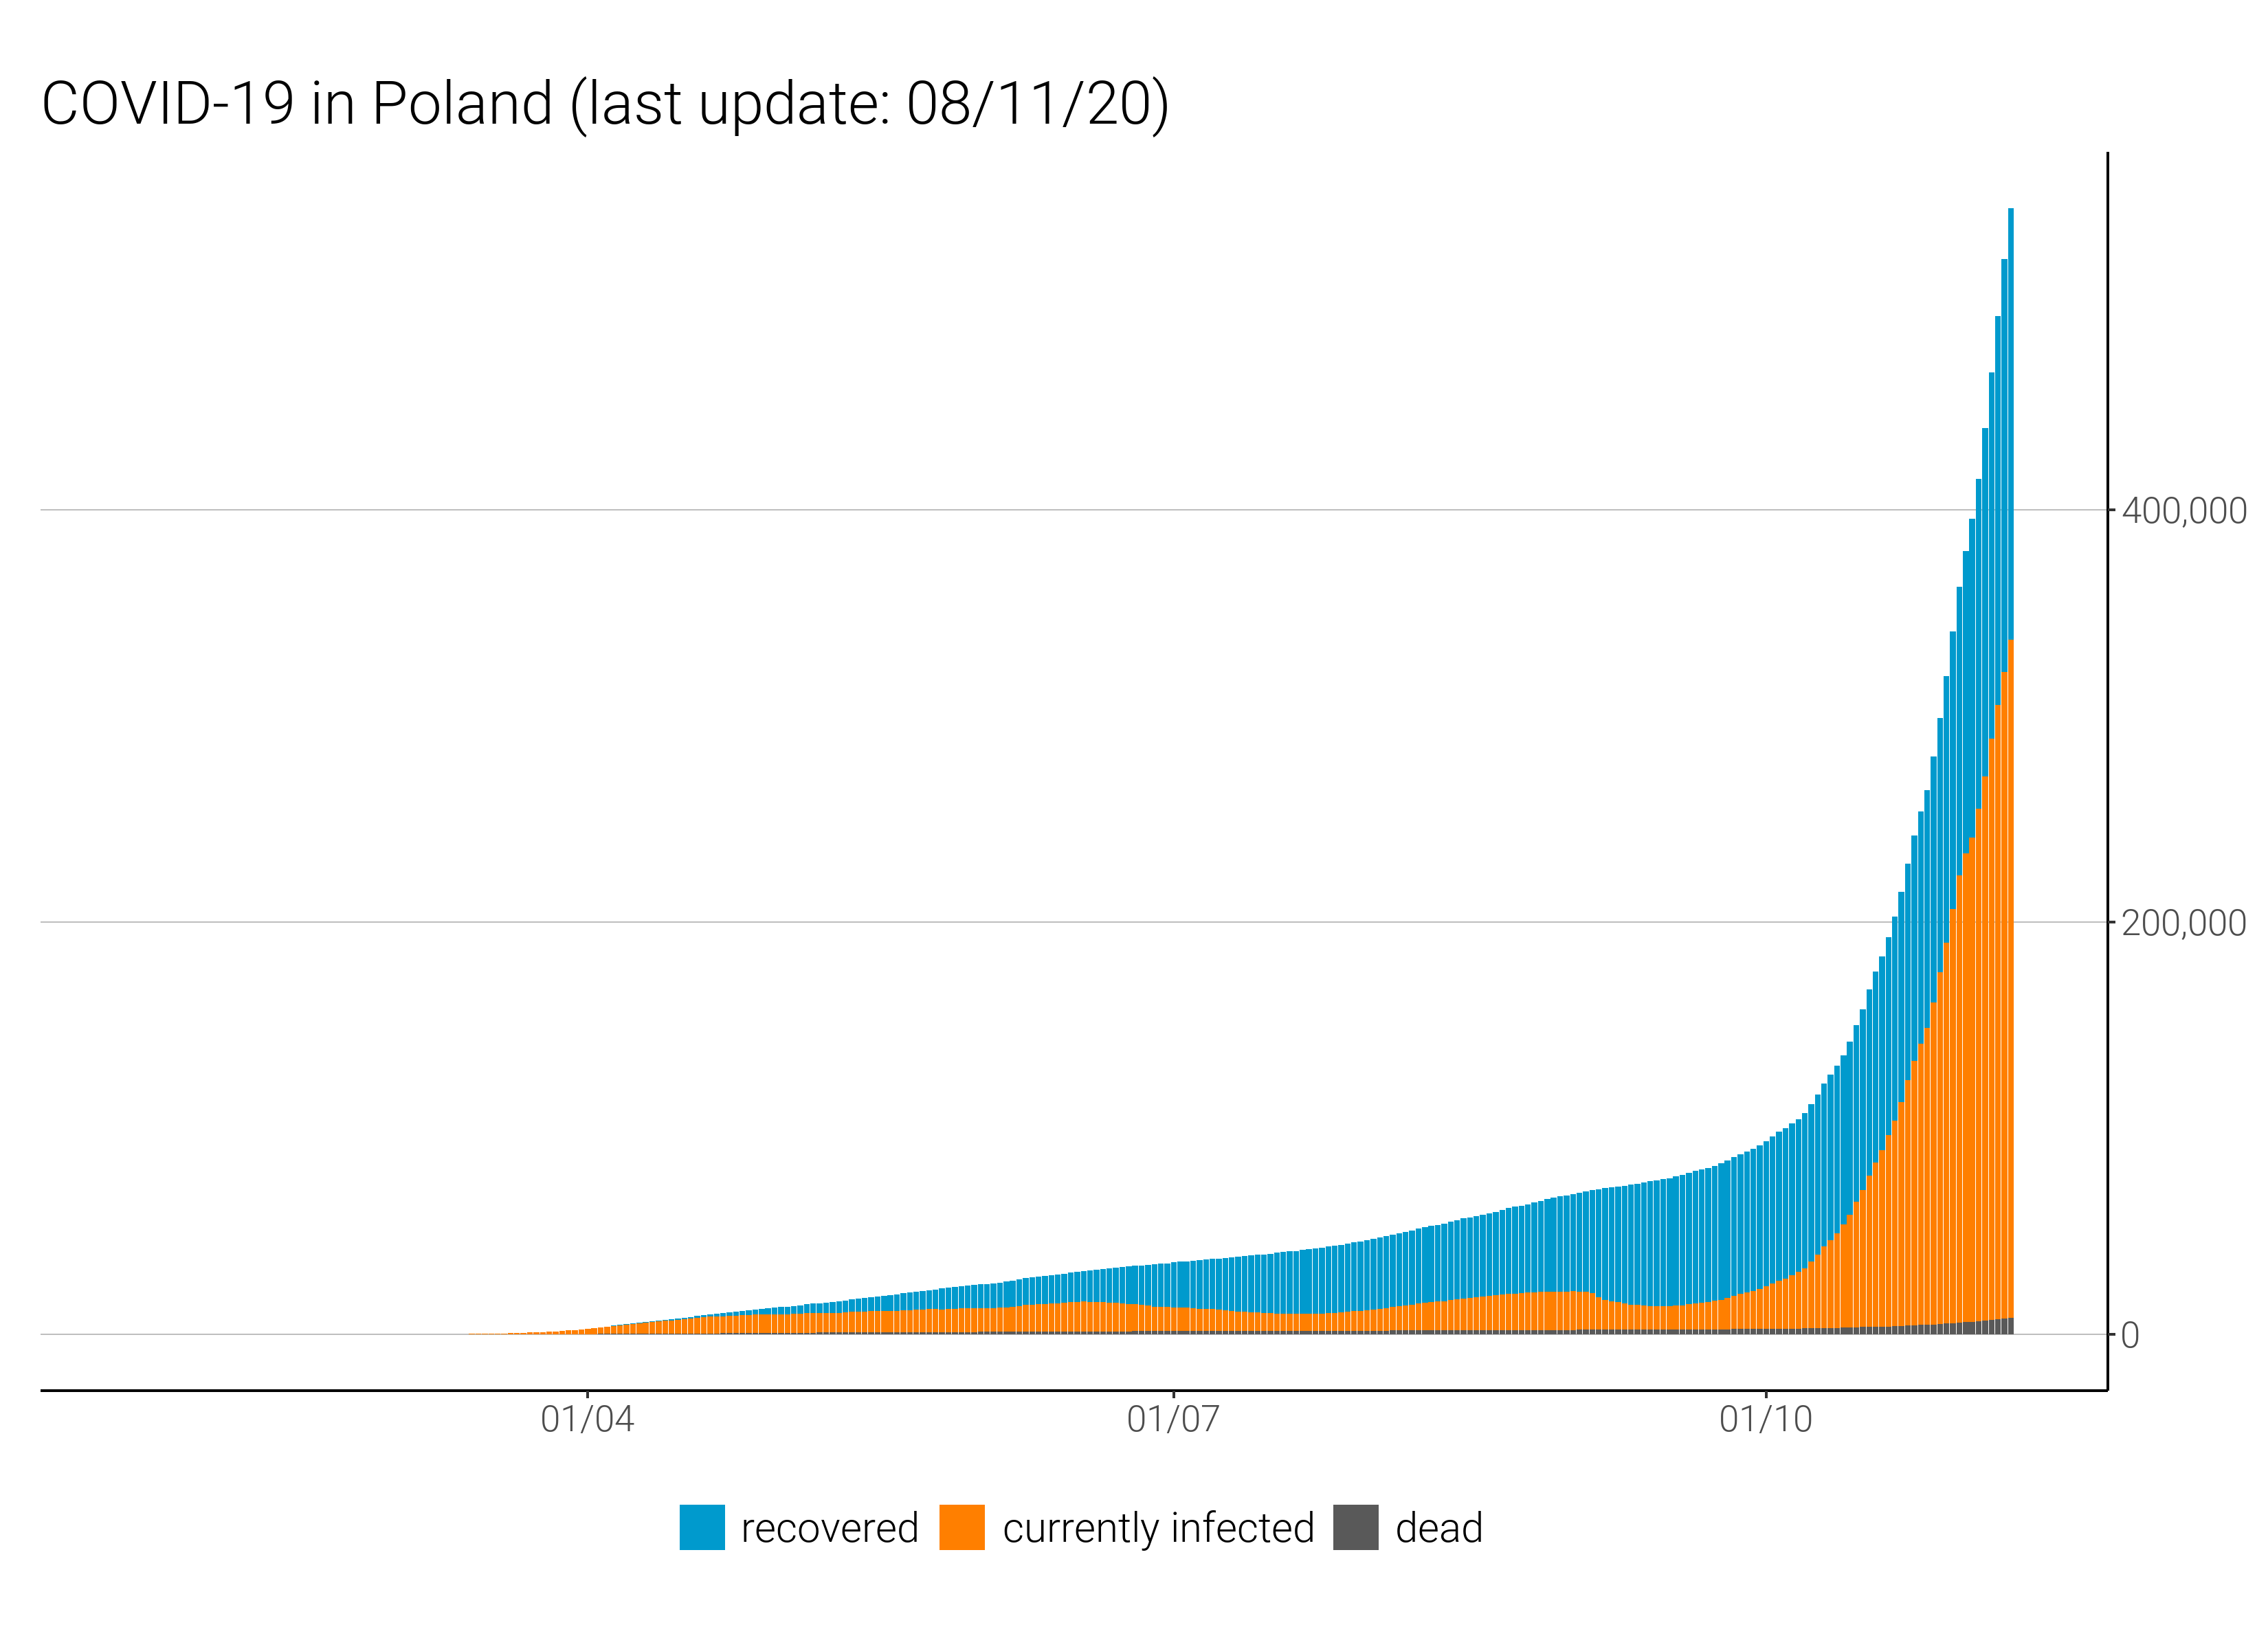 COVID-19 in Poland (last update: 08/11/20)
400,000
200,000
0
01/04 01/07 01/10
recovered currently infected dead